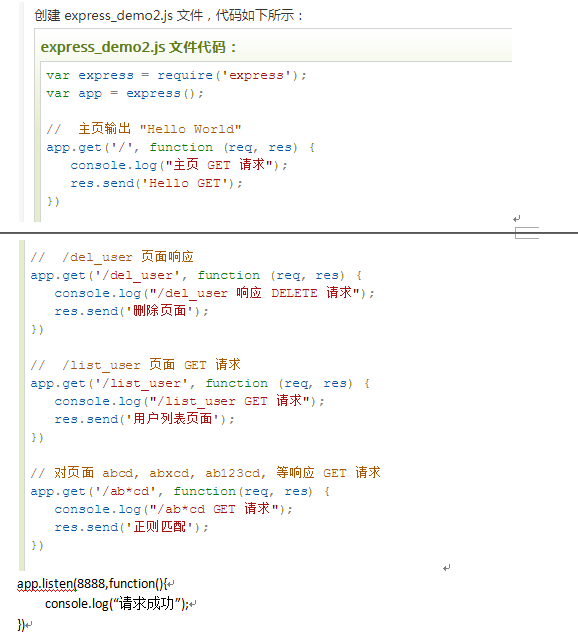 创建 express_demo2.js 文件，代码如下所示：
express_demo2.js 文件代码：
var express = require('express');
var app = express();
//  主页输出 "Hello World"
app.get('/', function (req, res) {
   console.log("主页 GET 请求");
   res.send('Hello GET');
})
//  /del_user 页面响应
app.get('/del_user', function (req, res) {
   console.log("/del_user 响应 DELETE 请求");
   res.send('删除页面');
})
//  /list_user 页面 GET 请求
app.get('/list_user', function (req, res) {
   console.log("/list_user GET 请求");
   res.send('用户列表页面');
})
// 对页面 abcd, abxcd, ab123cd, 等响应 GET 请求
app.get('/ab*cd', function(req, res) {
   console.log("/ab*cd GET 请求");
   res.send('正则匹配');
})
app.listen(8888,function(){
    console.log(“请求成功”);
})